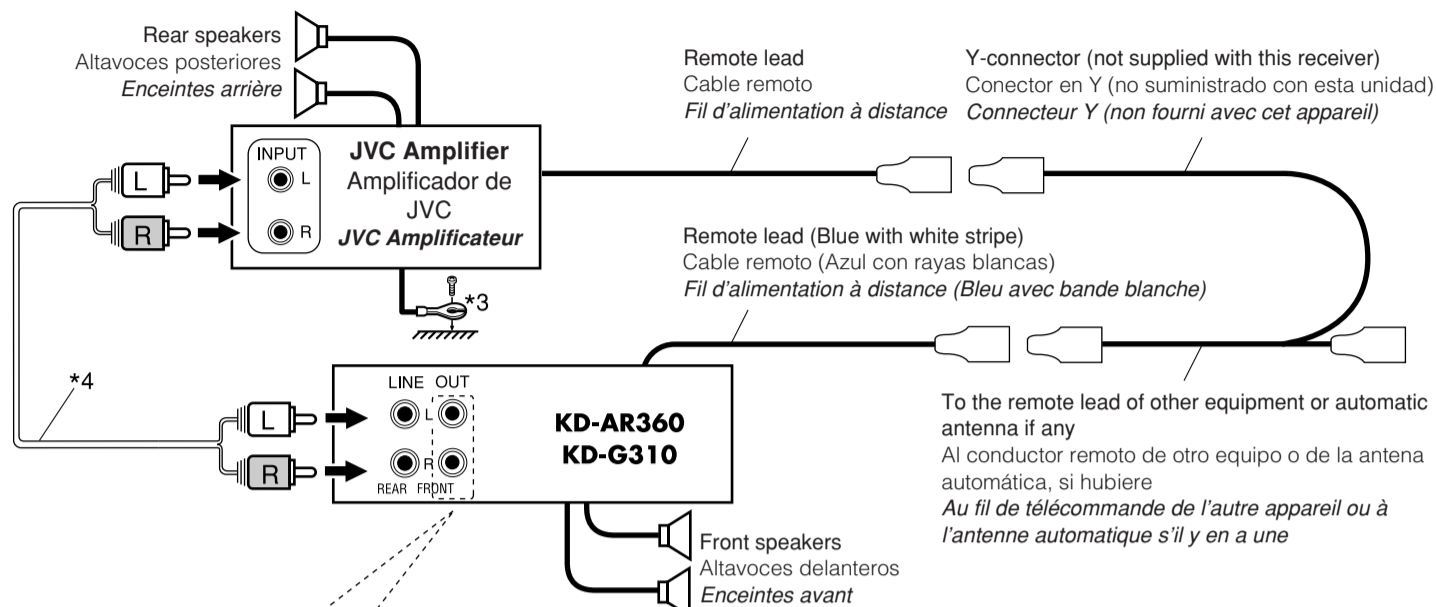 Rear speakers
Altavoces posteriores
Enceintes arrière
Remote lead
Cable remoto
Fil d'alimentation à distance
Y-connector (not supplied with this receiver)
Conector en Y (no suministrado con esta unidad)
Connecteur Y (non fourni avec cet appareil)
INPUT
L
R
JVC Amplifier
Amplificador de
JVC
JVC Amplificateur
L
R
*3
Remote lead (Blue with white stripe)
Cable remoto (Azul con rayas blancas)
Fil d'alimentation à distance (Bleu avec bande blanche)
*4
L
R
LINE OUT
L
R
REAR FRONT
KD-AR360
KD-G310
To the remote lead of other equipment or automatic
antenna if any
Al conductor remoto de otro equipo o de la antena
automática, si hubiere
Au fil de télécommande de l'autre appareil ou à
l'antenne automatique s'il y en a une
Front speakers
Altavoces delanteros
Enceintes avant